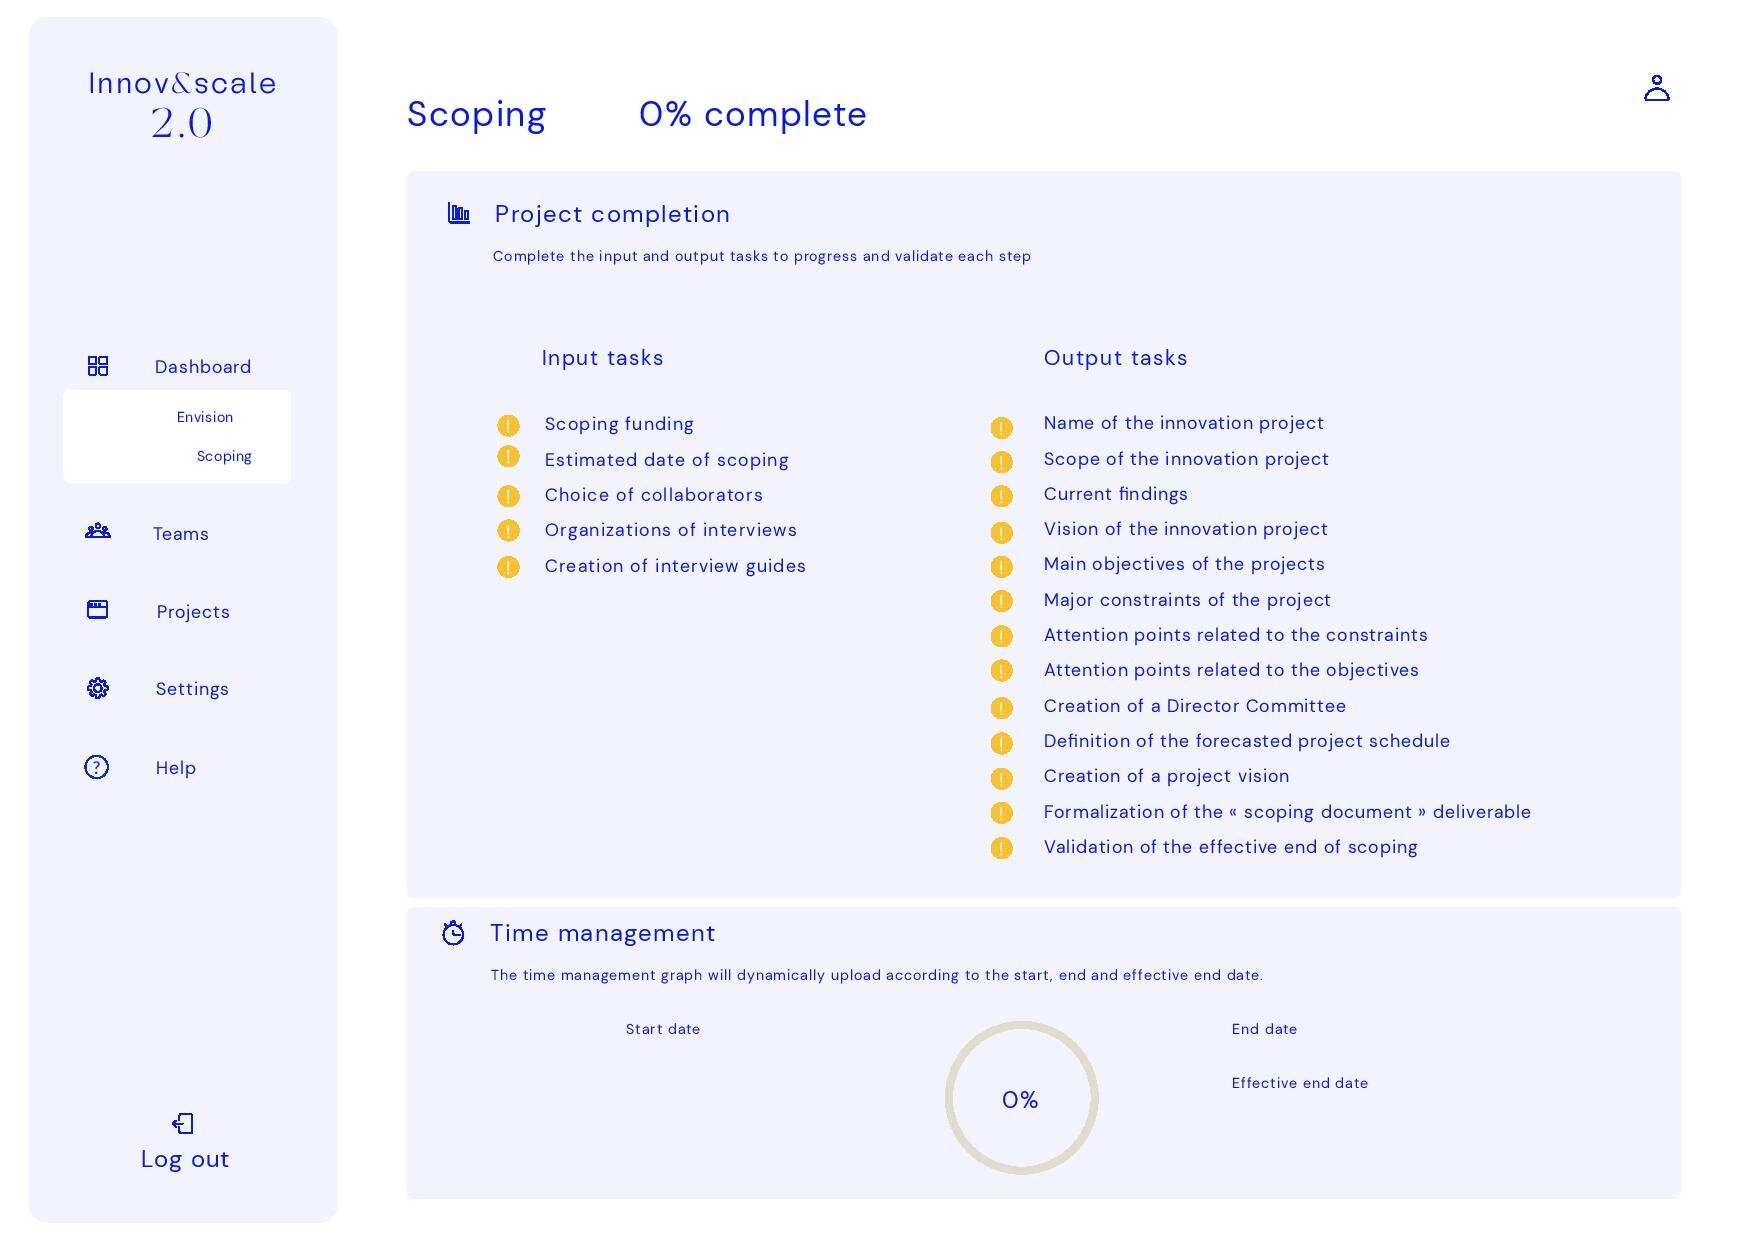 Innov&scale
2.0
Dashboard
Envision
Scoping
Teams
Projects
Settings
Help
Log out
Scoping 0% complete
Project completion
Complete the input and output tasks to progress and validate each step
Input tasks
Scoping funding
Estimated date of scoping
Choice of collaborators
Organizations of interviews
Creation of interview guides
Output tasks
Name of the innovation project
Scope of the innovation project
Current findings
Vision of the innovation project
Main objectives of the projects
Major constraints of the project
Attention points related to the constraints
Attention points related to the objectives
Creation of a Director Committee
Definition of the forecasted project schedule
Creation of a project vision
Formalization of the « scoping document » deliverable
Validation of the effective end of scoping
Time management
The time management graph will dynamically upload according to the start, end and effective end date.
Start date
0%
End date
Effective end date